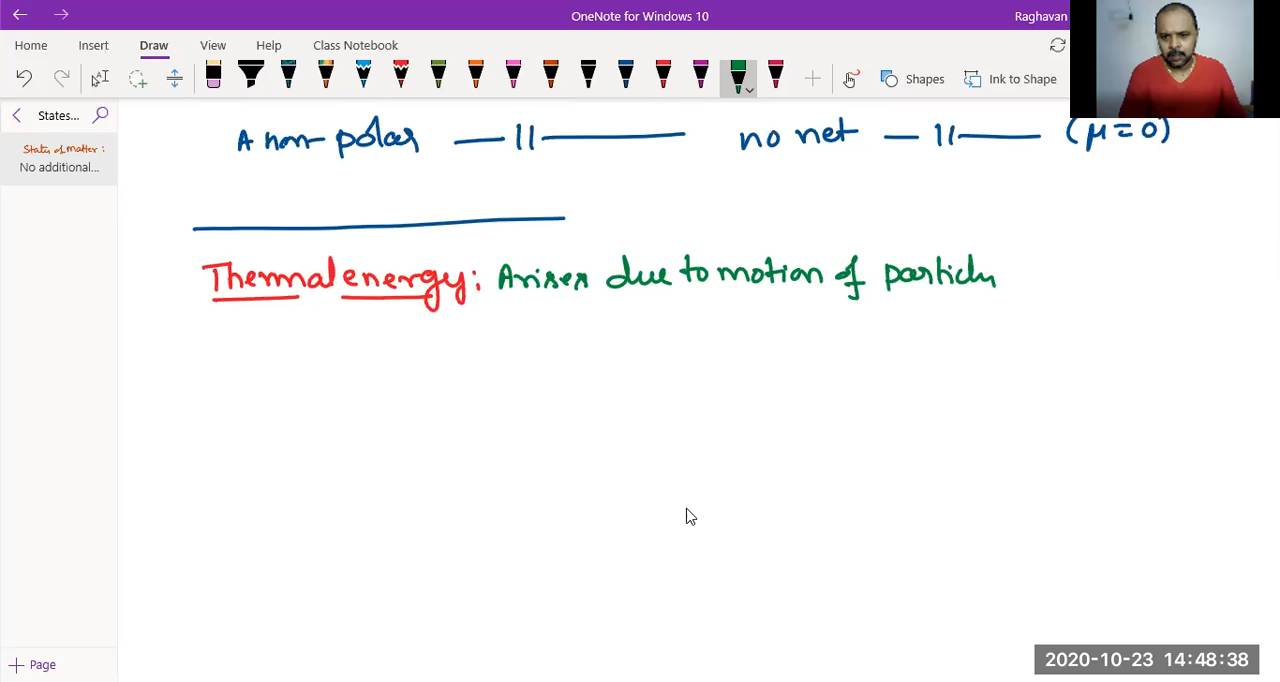 OneNote for Windows 10
Raghavan
Home Insert Draw View Help Class Notebook
Shapes Ink to Shape
States...
States of matter :
No additional...
A non-polar —11— no net —11— (μ = 0)
Thermal energy : Arises due to motion of particles
Page
2020-10-23 14:48:38